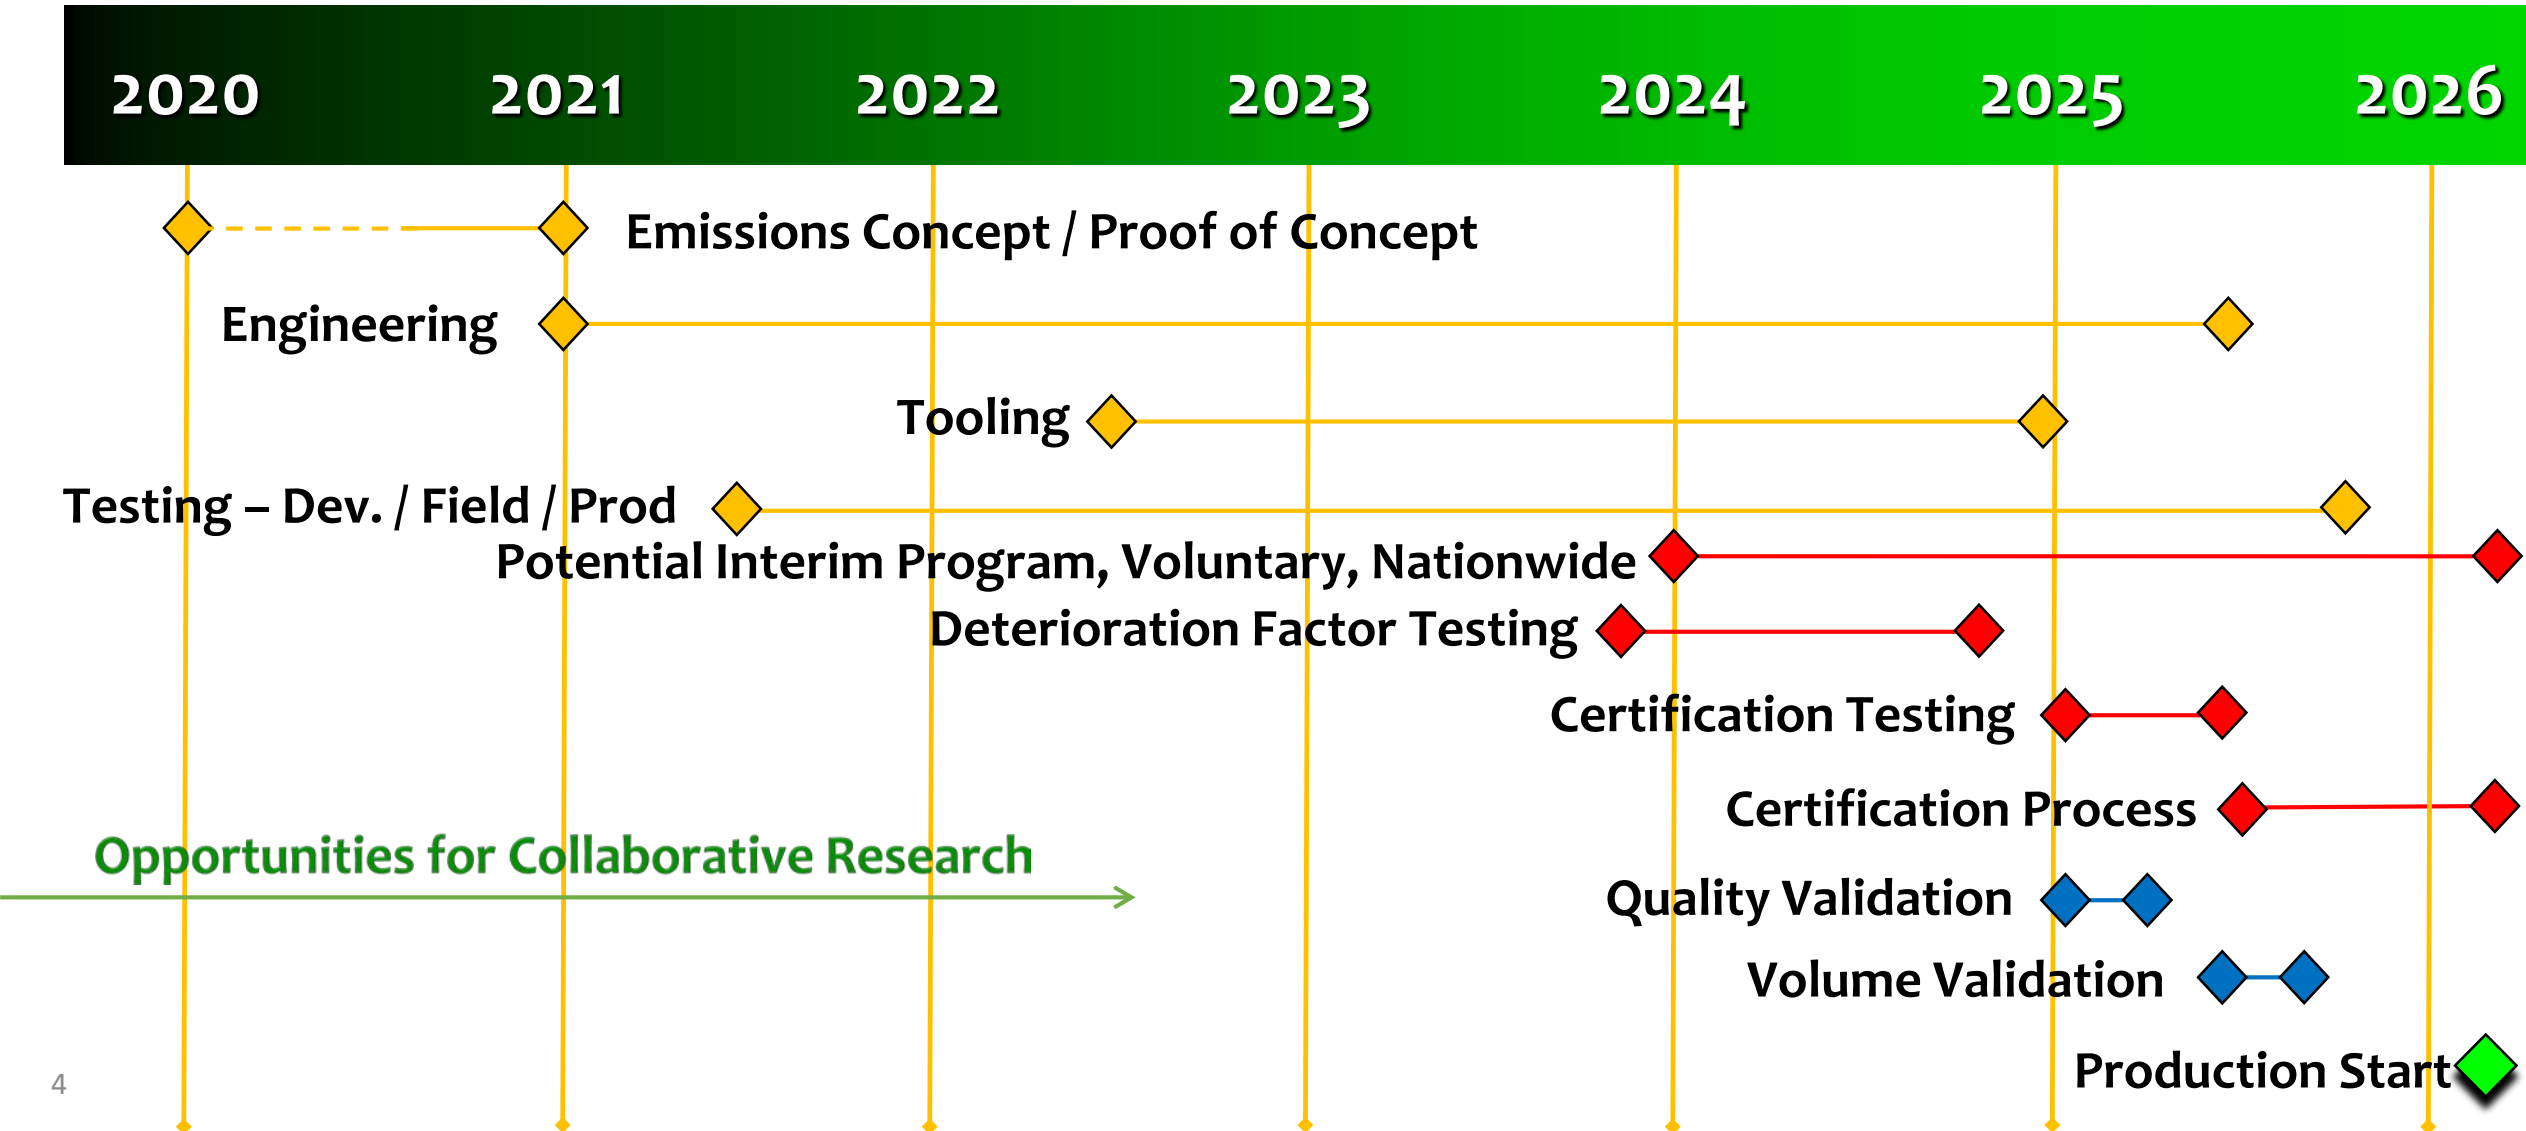 2020 2021 2022 2023 2024 2025 2026
Emissions Concept / Proof of Concept
Engineering
Tooling
Testing – Dev. / Field / Prod
Potential Interim Program, Voluntary, Nationwide
Deterioration Factor Testing
Certification Testing
Certification Process
Opportunities for Collaborative Research
Quality Validation
Volume Validation
Production Start
4